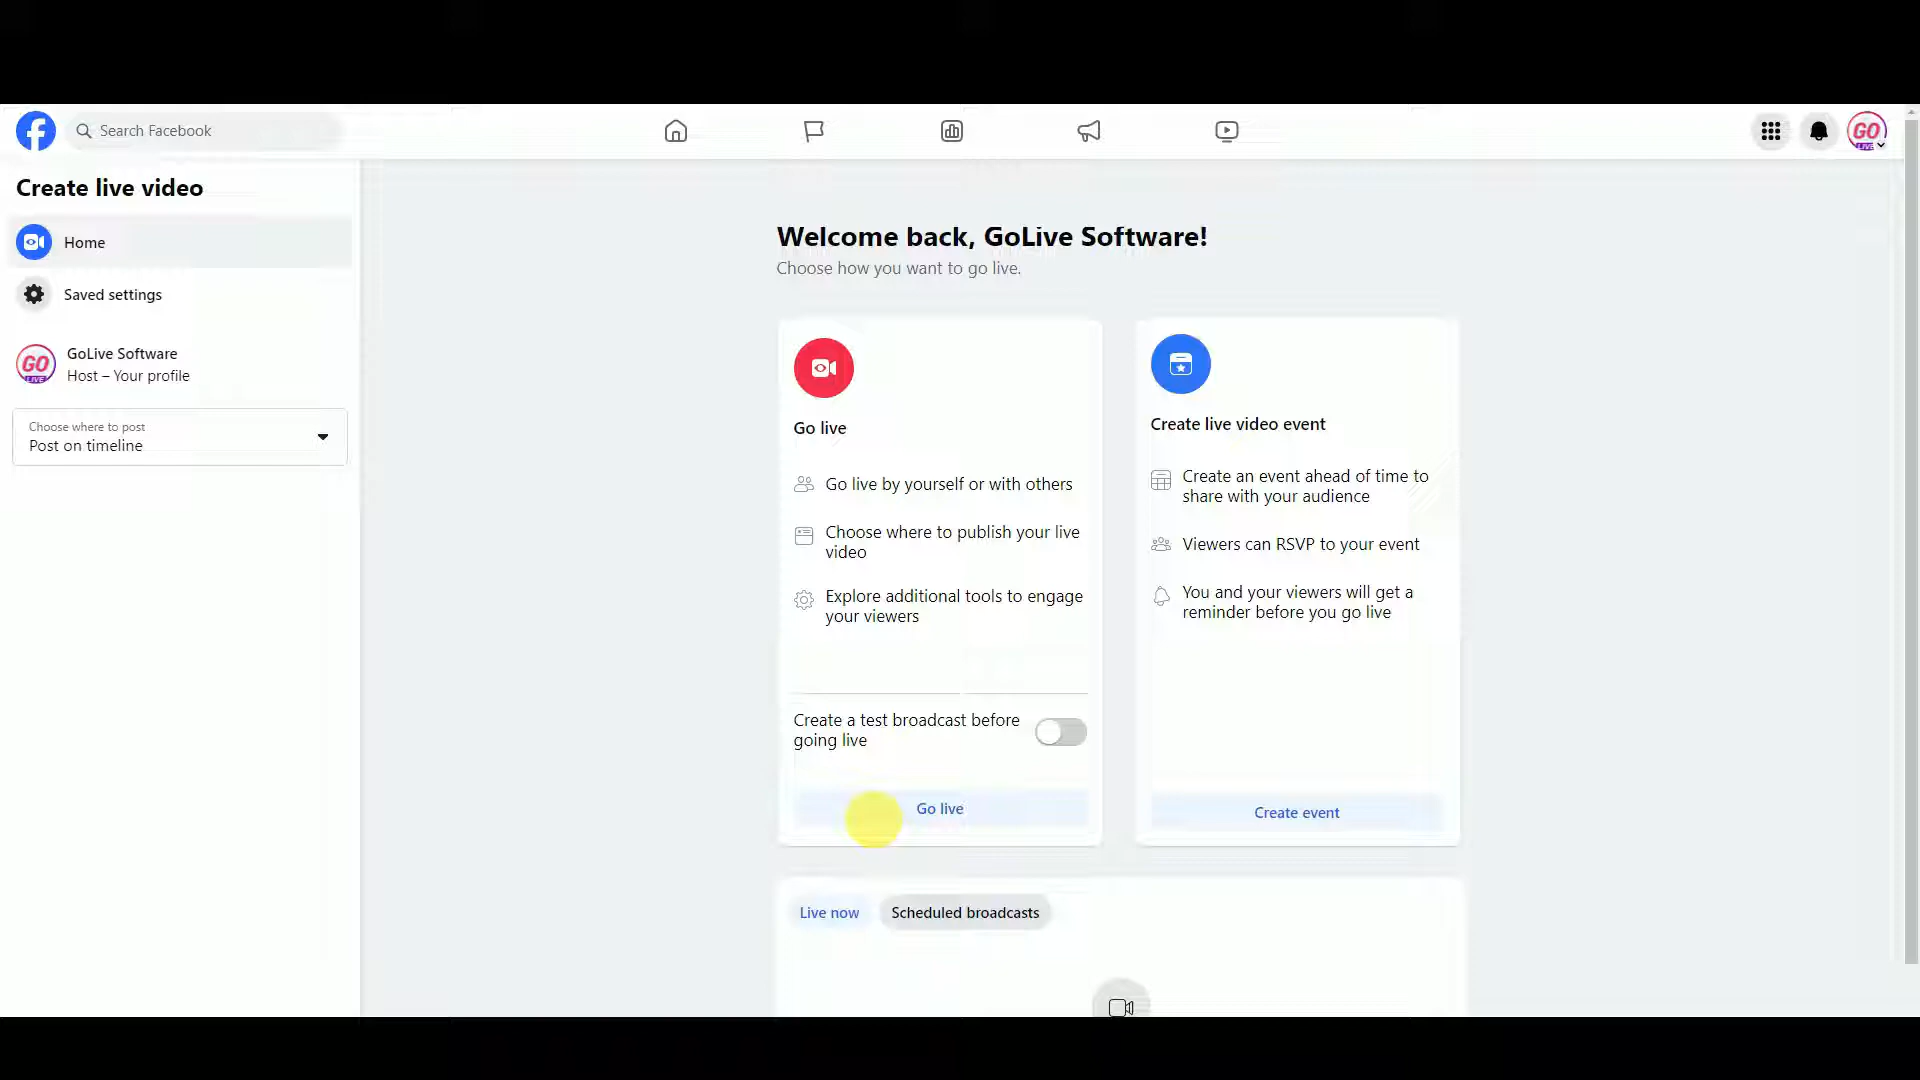 Search Facebook
GO
LIVE
Create live video
Home
Saved settings
GO
LIVE
GoLive Software
Host – Your profile
Choose where to post
Post on timeline
Welcome back, GoLive Software!
Choose how you want to go live.
Go live
Go live by yourself or with others
Choose where to publish your live
video
Explore additional tools to engage
your viewers
Create a test broadcast before
going live
Go live
Create live video event
Create an event ahead of time to
share with your audience
Viewers can RSVP to your event
You and your viewers will get a
reminder before you go live
Create event
Live now
Scheduled broadcasts